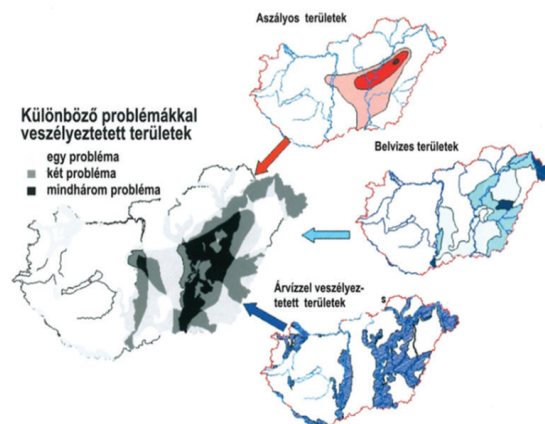 Aszályos területek
Különböző problémákkal
veszélyeztetett területek
egy probléma
két probléma
mindhárom probléma
Belvizes területek
Árvízzel veszélyez-
tetett területek
s